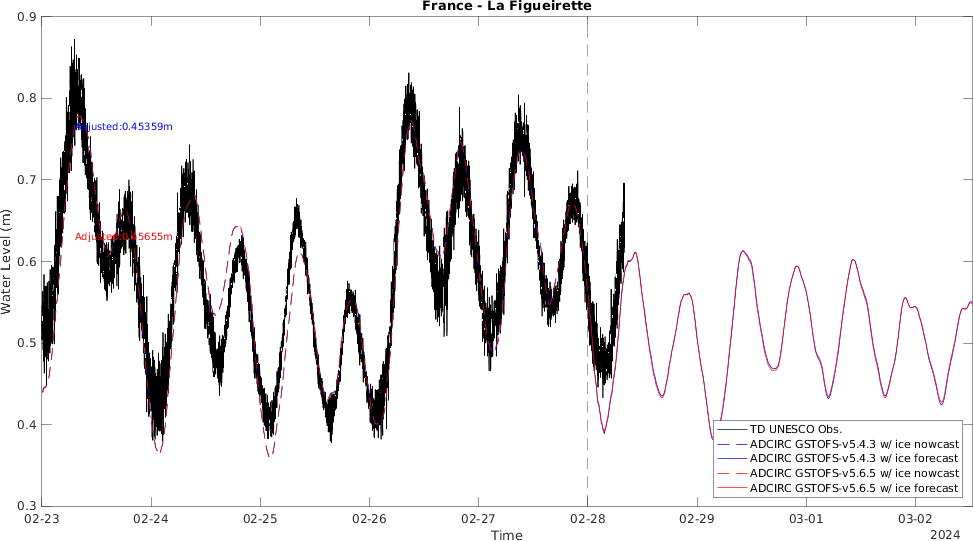 France - La Figueirette
0.9
0.8
0.7
0.6
0.5
0.4
0.3
Water Level (m)
Adjusted:0.45359m
m
TD UNESCO Obs.
ADCIRC GSTOFS-v5.4.3 w/ ice nowcast
ADCIRC GSTOFS-v5.4.3 w/ ice forecast
ADCIRC GSTOFS-v5.6.5 w/ ice nowcast
ADCIRC GSTOFS-v5.6.5 w/ ice forecast
02-23 02-24 02-25 02-26 02-27 02-28 02-29 03-01 03-02
Time
2024